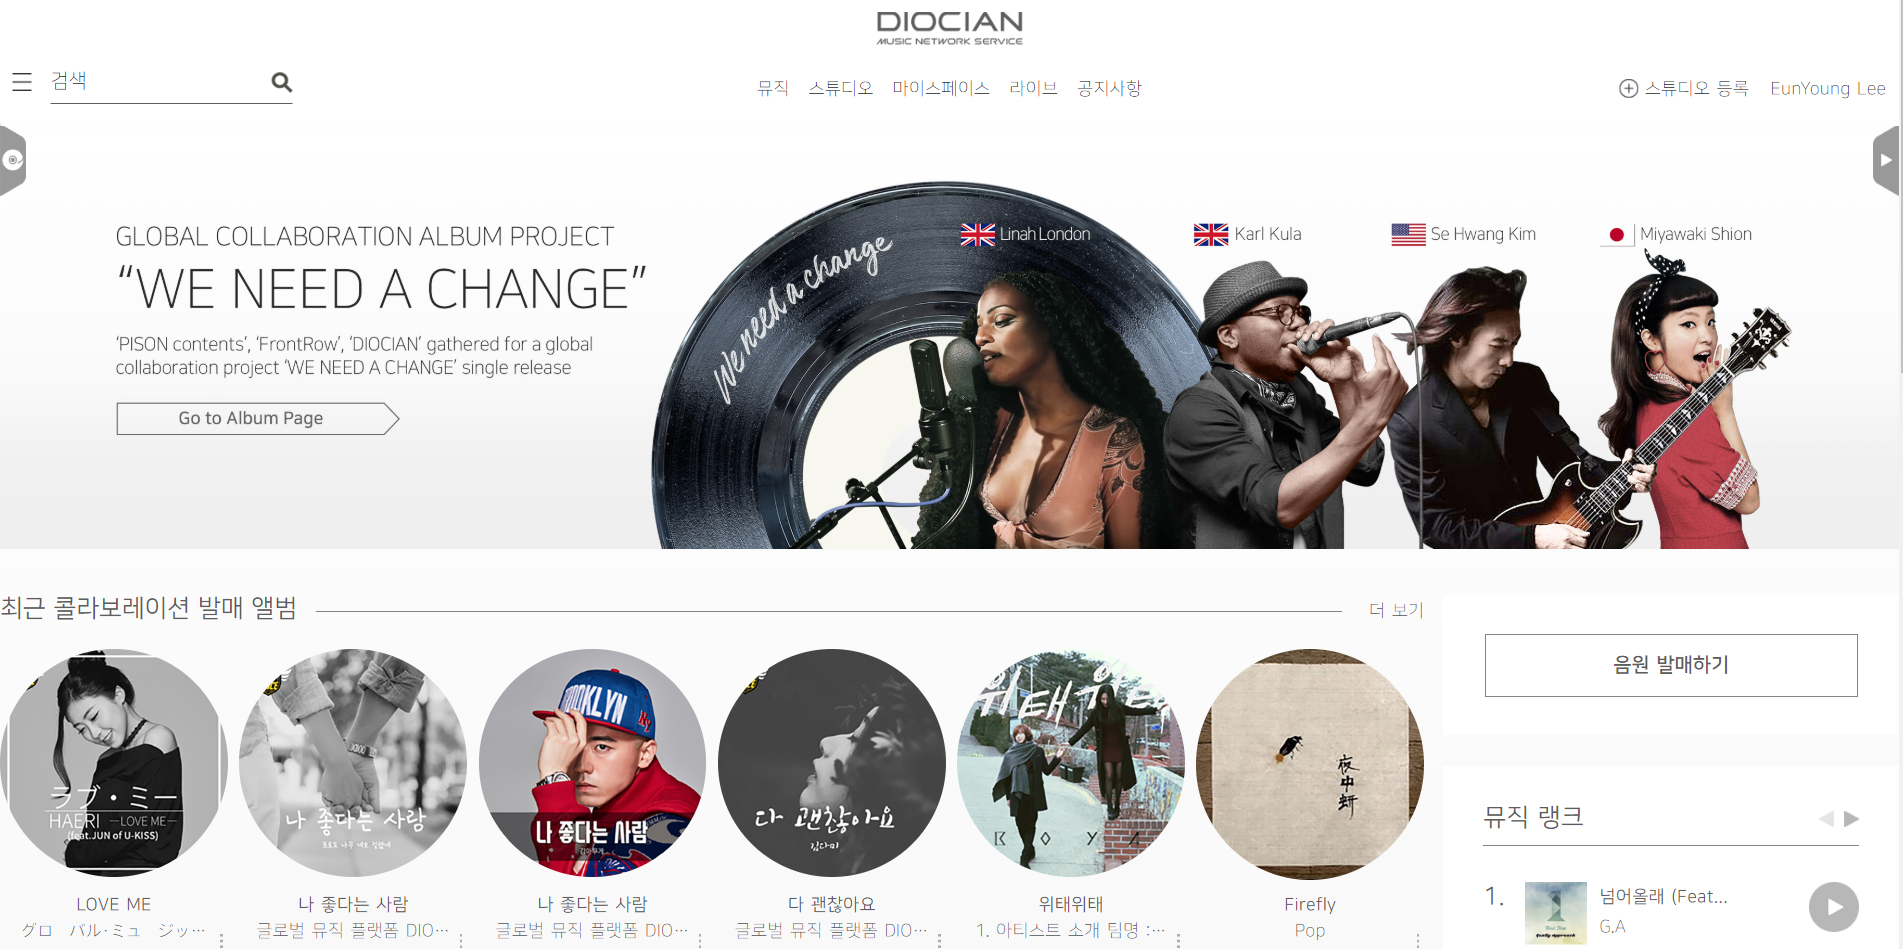 DIOCIAN
MUSIC NETWORK SERVICE
검색
뮤직 스튜디오 마이스페이스 라이브 공지사항
스튜디오 등록 EunYoung Lee
GLOBAL COLLABORATION ALBUM PROJECT
“WE NEED A CHANGE”
‘PISON contents’, ‘FrontRow’, ‘DIOCIAN’ gathered for a global
collaboration project ‘WE NEED A CHANGE’ single release
Go to Album Page
We need a change
Linah London
Karl Kula
Se Hwang Kim
Miyawaki Shion
최근 콜라보레이션 발매 앨범
더 보기
음원 발매하기
ラブ・ミー
HAERI —LOVE ME—
(feat.JUN of U-KISS)
나 좋다는 사람
BROOKLYN
나 좋다는 사람
다 괜찮아요
김다미
위태위태
ROYA
夜中蚈
LOVE ME
グロ バル·ミュ ジッ···
나 좋다는 사람
글로벌 뮤직 플랫폼 DIO···
나 좋다는 사람
글로벌 뮤직 플랫폼 DIO···
다 괜찮아요
글로벌 뮤직 플랫폼 DIO···
위태위태
1. 아티스트 소개 팀명 :···
Firefly
Pop
뮤직 랭크
1.
넘어올래 (Feat...
G.A